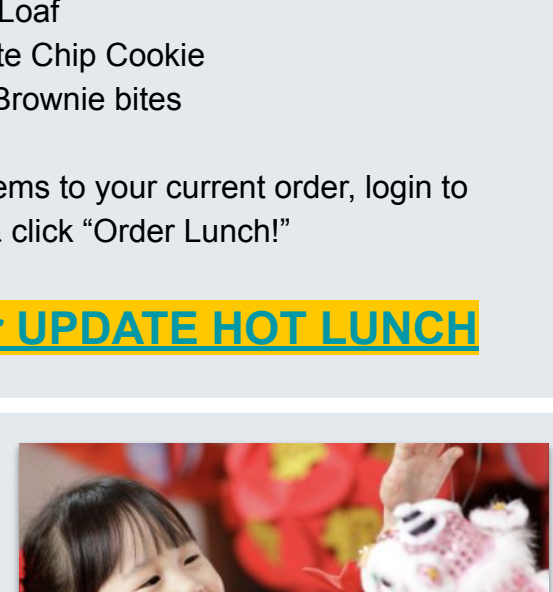 Loaf
te Chip Cookie
Brownie bites
ems to your current order, login to
click “Order Lunch!”
UPDATE HOT LUNCH